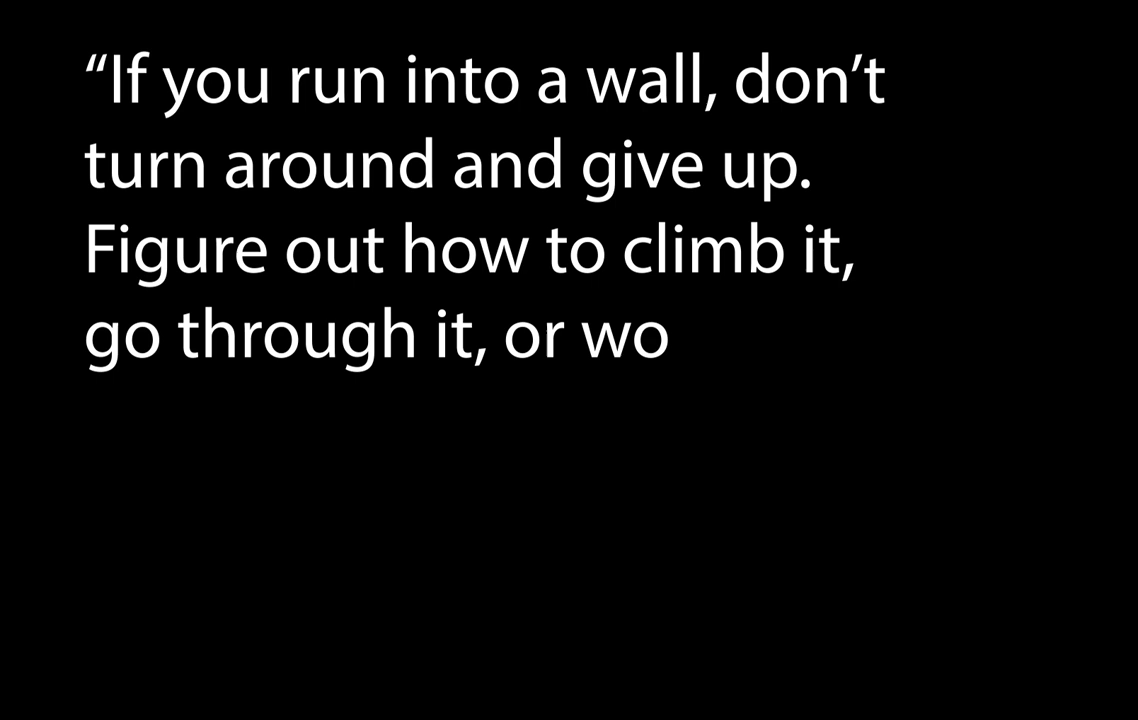 “If you run into a wall, don’t
turn around and give up.
Figure out how to climb it,
go through it, or wo